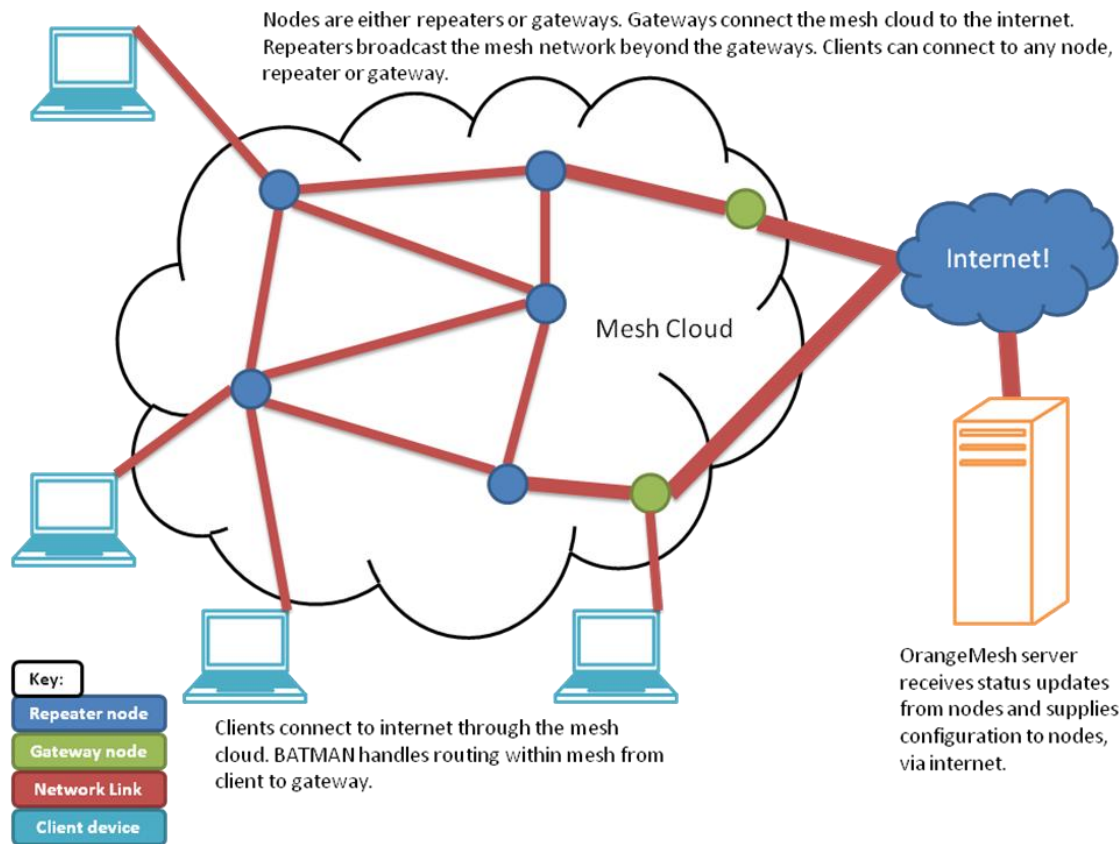 Nodes are either repeaters or gateways. Gateways connect the mesh cloud to the internet.
Repeaters broadcast the mesh network beyond the gateways. Clients can connect to any node,
repeater or gateway.
Internet!
Mesh Cloud
OrangeMesh server
receives status updates
from nodes and supplies
configuration to nodes,
via internet.
Key:
Repeater node
Gateway node
Network Link
Client device
Clients connect to internet through the mesh
cloud. BATMAN handles routing within mesh from
client to gateway.